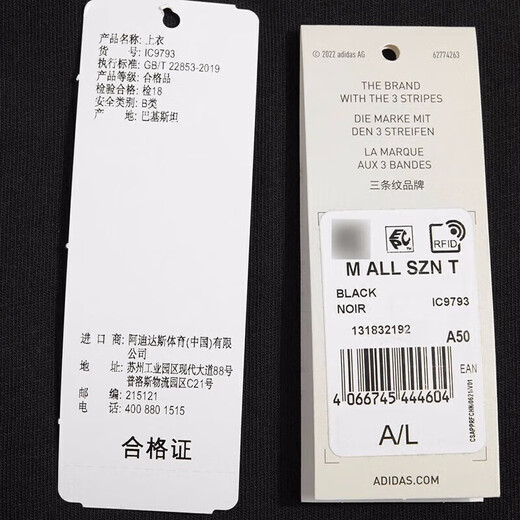 产品名称: 上衣
货 号: IC9793
执行标准: GB/T 22853-2019
产品等级: 合格品
检验合格: 检18
安全类别: B类
产 地: 巴基斯坦
进 口 商: 阿迪达斯体育(中国)有限
公司
地 址: 苏州工业园区现代大道88号
普洛斯物流园区C21号
邮 编: 215121
电 话: 400 880 1515
合格证
© 2022 adidas AG
62774263
THE BRAND
WITH THE 3 STRIPES
DIE MARKE MIT
DEN 3 STREIFEN
LA MARQUE
AUX 3 BANDES
三条纹品牌
EPC
RFID
M ALL SZN T
BLACK
NOIR
IC9793
131832192
A50
EAN
4 066745 444604
CSAPPRFCHN/0621/V01
A/L
ADIDAS.COM